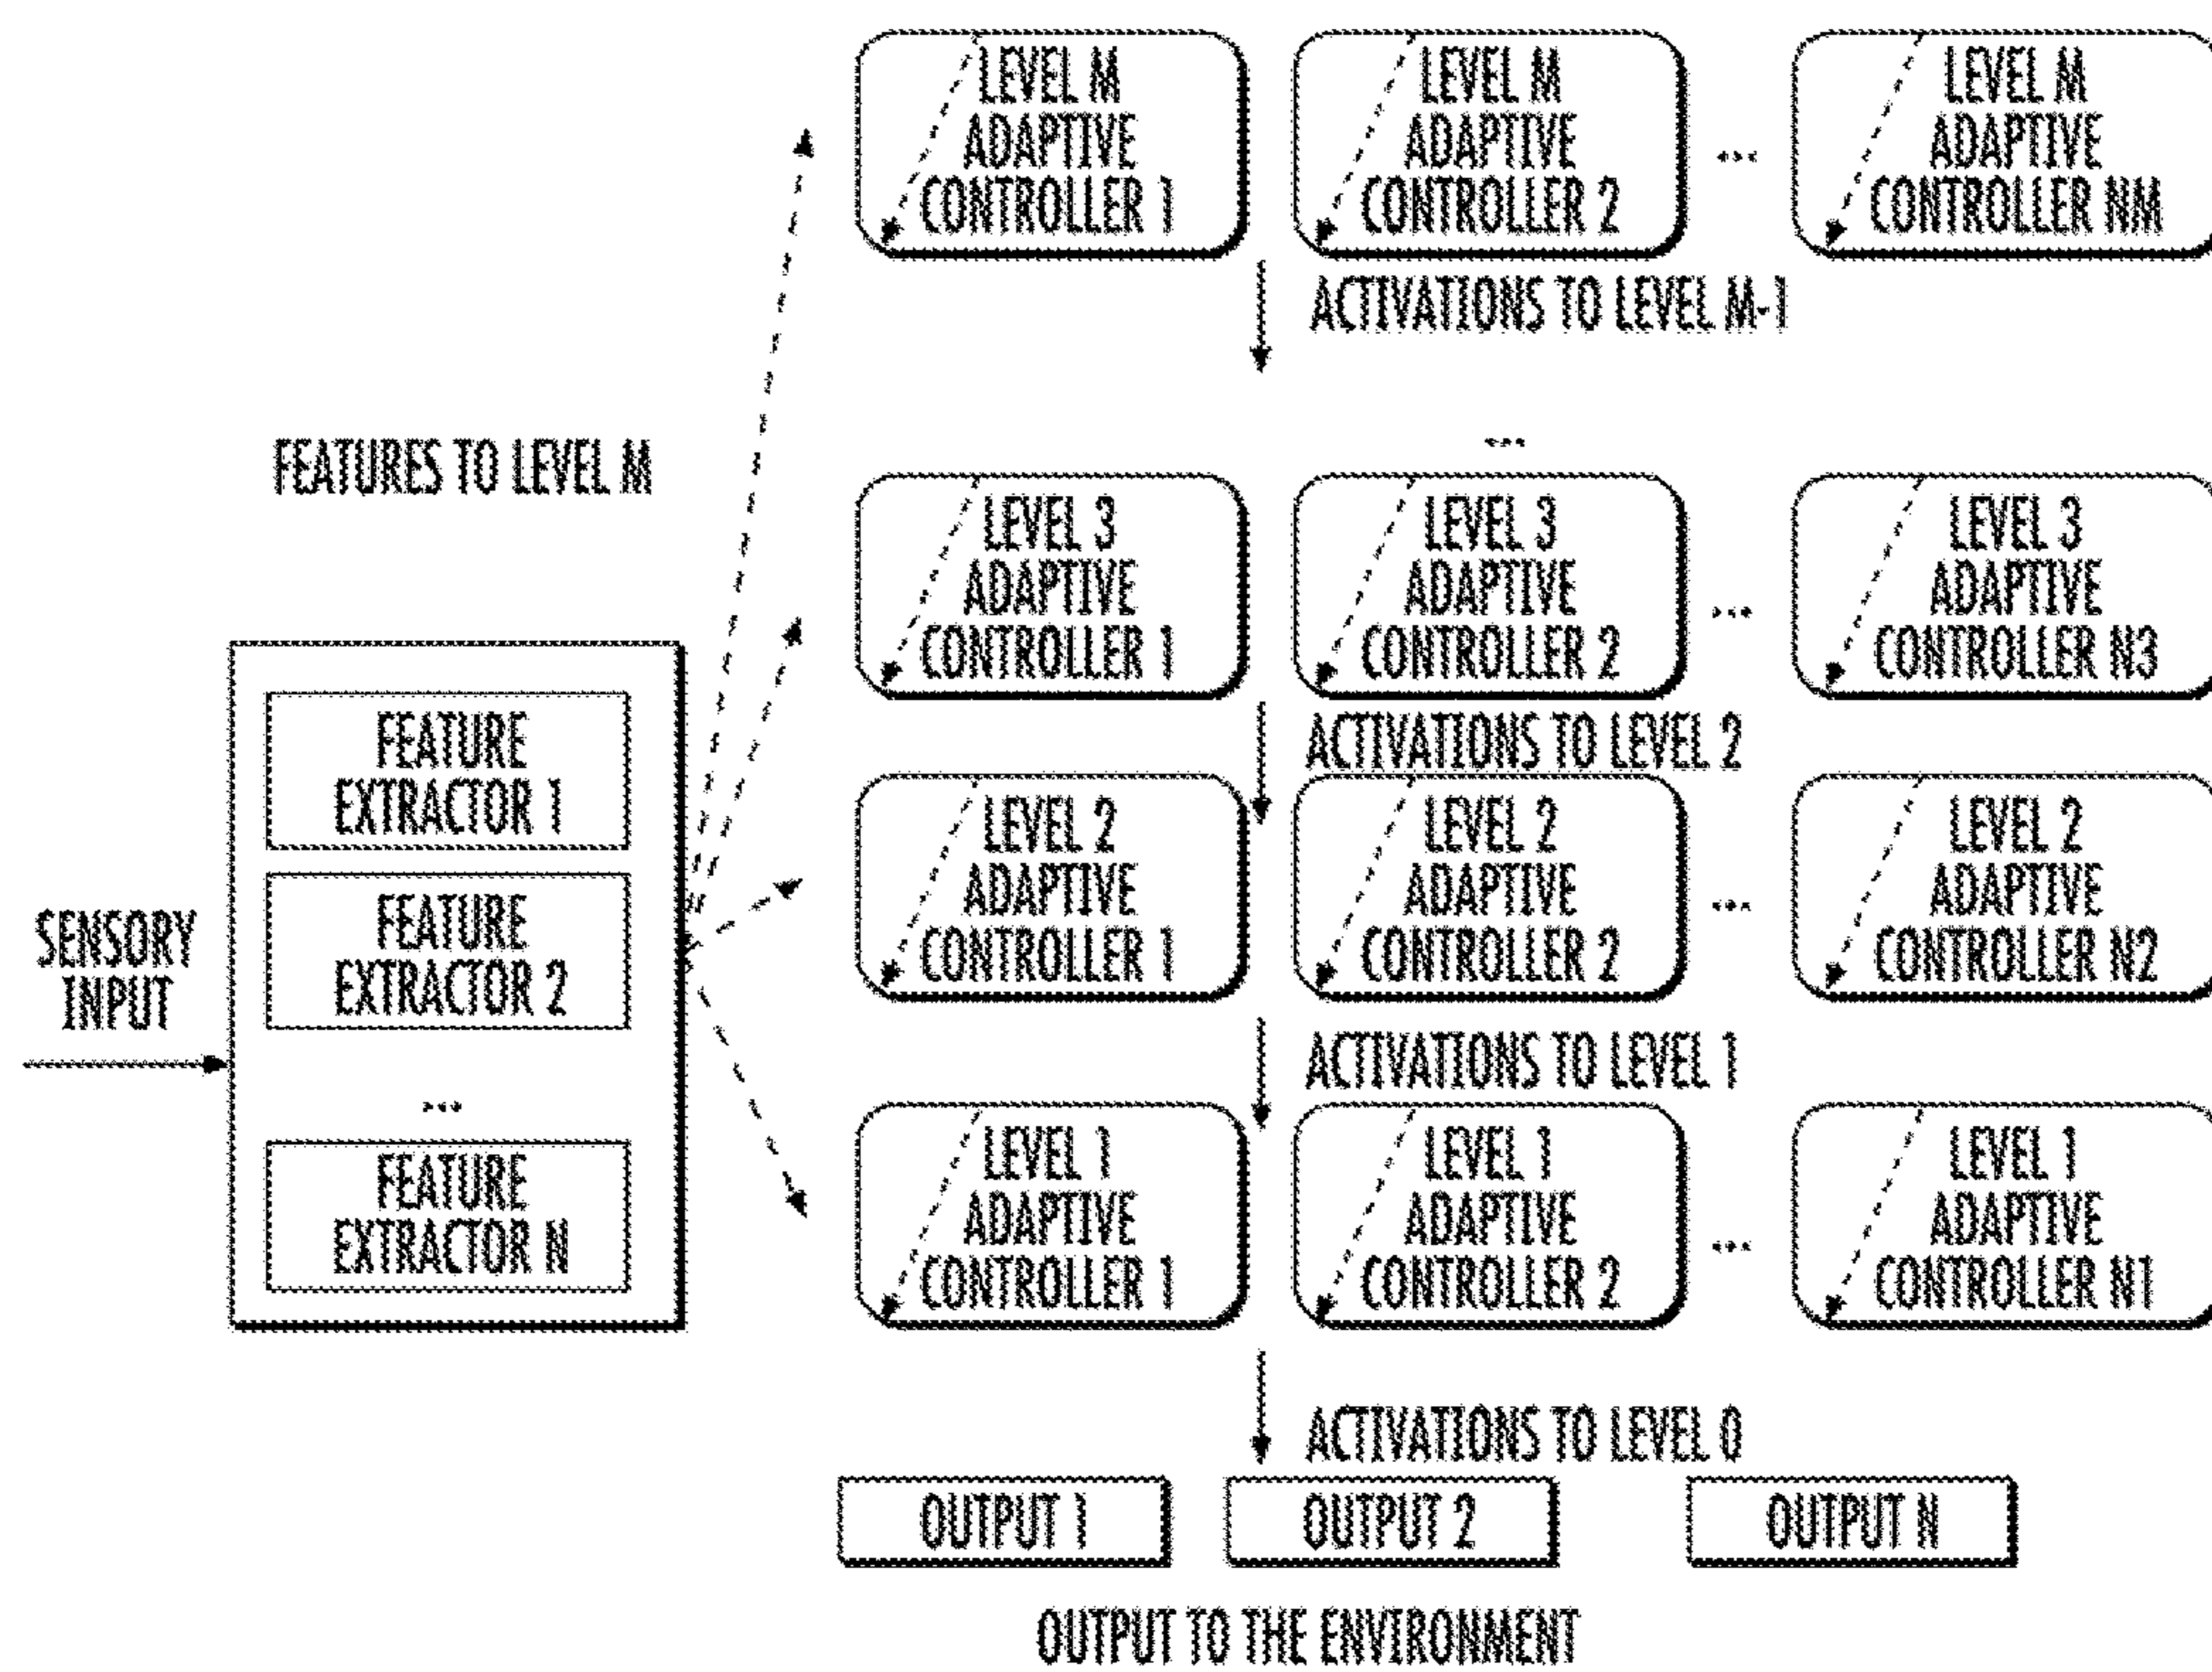 LEVEL M
ADAPTIVE
CONTROLLER 1
LEVEL M
ADAPTIVE
CONTROLLER 2
...
LEVEL M
ADAPTIVE
CONTROLLER NM
ACTIVATIONS TO LEVEL M-1
FEATURES TO LEVEL M
...
LEVEL 3
ADAPTIVE
CONTROLLER 1
LEVEL 3
ADAPTIVE
CONTROLLER 2
...
LEVEL 3
ADAPTIVE
CONTROLLER N3
ACTIVATIONS TO LEVEL 2
LEVEL 2
ADAPTIVE
CONTROLLER 1
LEVEL 2
ADAPTIVE
CONTROLLER 2
...
LEVEL 2
ADAPTIVE
CONTROLLER N2
SENSORY
INPUT
FEATURE
EXTRACTOR 1
FEATURE
EXTRACTOR 2
...
FEATURE
EXTRACTOR N
ACTIVATIONS TO LEVEL 1
LEVEL 1
ADAPTIVE
CONTROLLER 1
LEVEL 1
ADAPTIVE
CONTROLLER 2
...
LEVEL 1
ADAPTIVE
CONTROLLER N1
ACTIVATIONS TO LEVEL 0
OUTPUT 1
OUTPUT 2
OUTPUT N
OUTPUT TO THE ENVIRONMENT